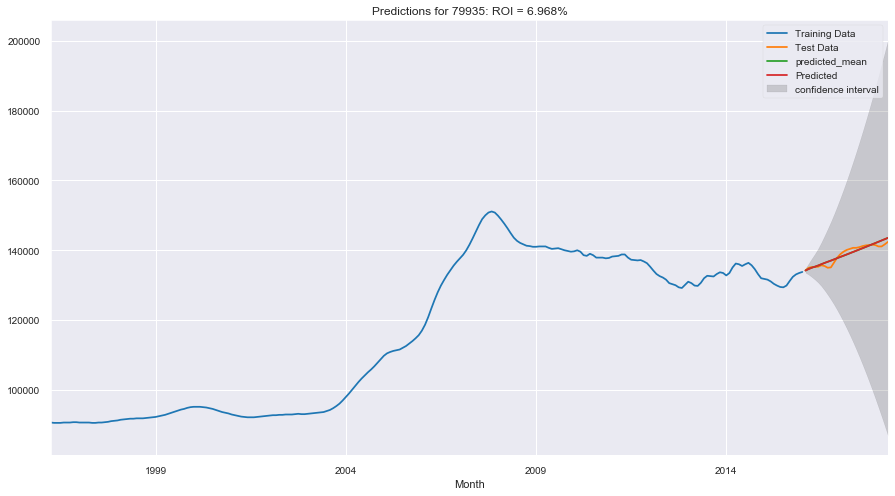 Predictions for 79935: ROI = 6.968%
Training Data
Test Data
predicted_mean
Predicted
confidence interval
200000
180000
160000
140000
120000
100000
1999
2004
2009
2014
Month